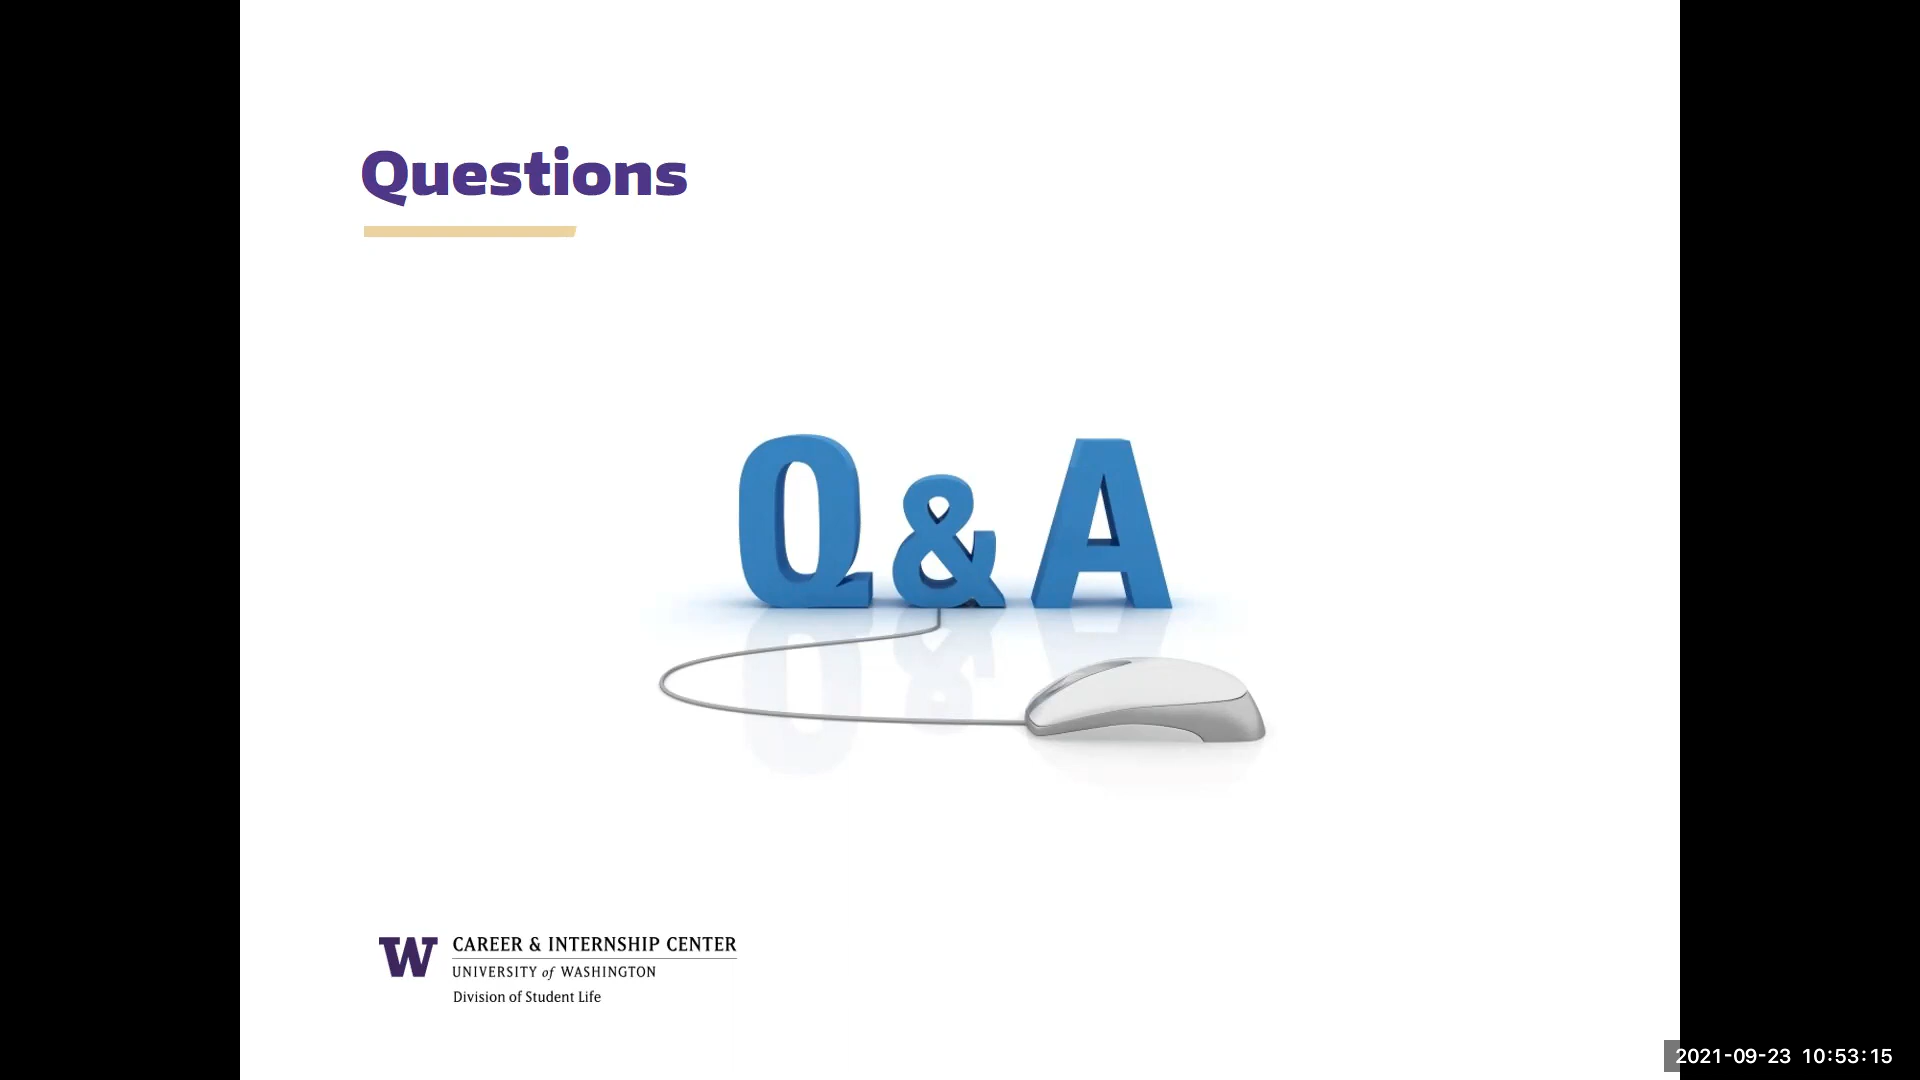 Questions
Q & A
W CAREER & INTERNSHIP CENTER
UNIVERSITY of WASHINGTON
Division of Student Life
2021-09-23 10:53:15